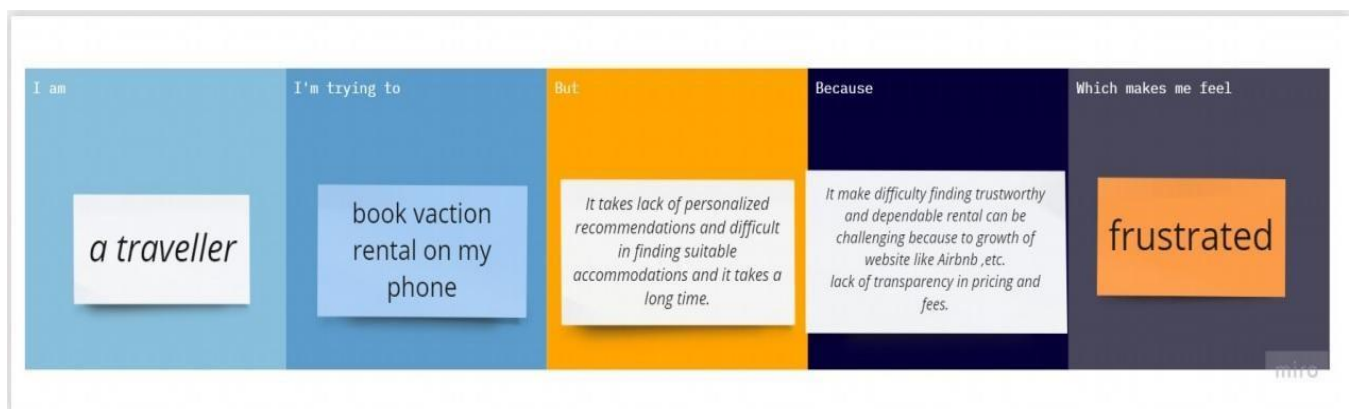 I am
a traveller
I'm trying to
book vaction
rental on my
phone
But
It takes lack of personalized
recommendations and difficult
in finding suitable
accommodations and it takes a
long time.
Because
It make difficulty finding trustworthy
and dependable rental can be
challenging because to growth of
website like Airbnb ,etc.
lack of transparency in pricing and
fees.
Which makes me feel
frustrated
miro